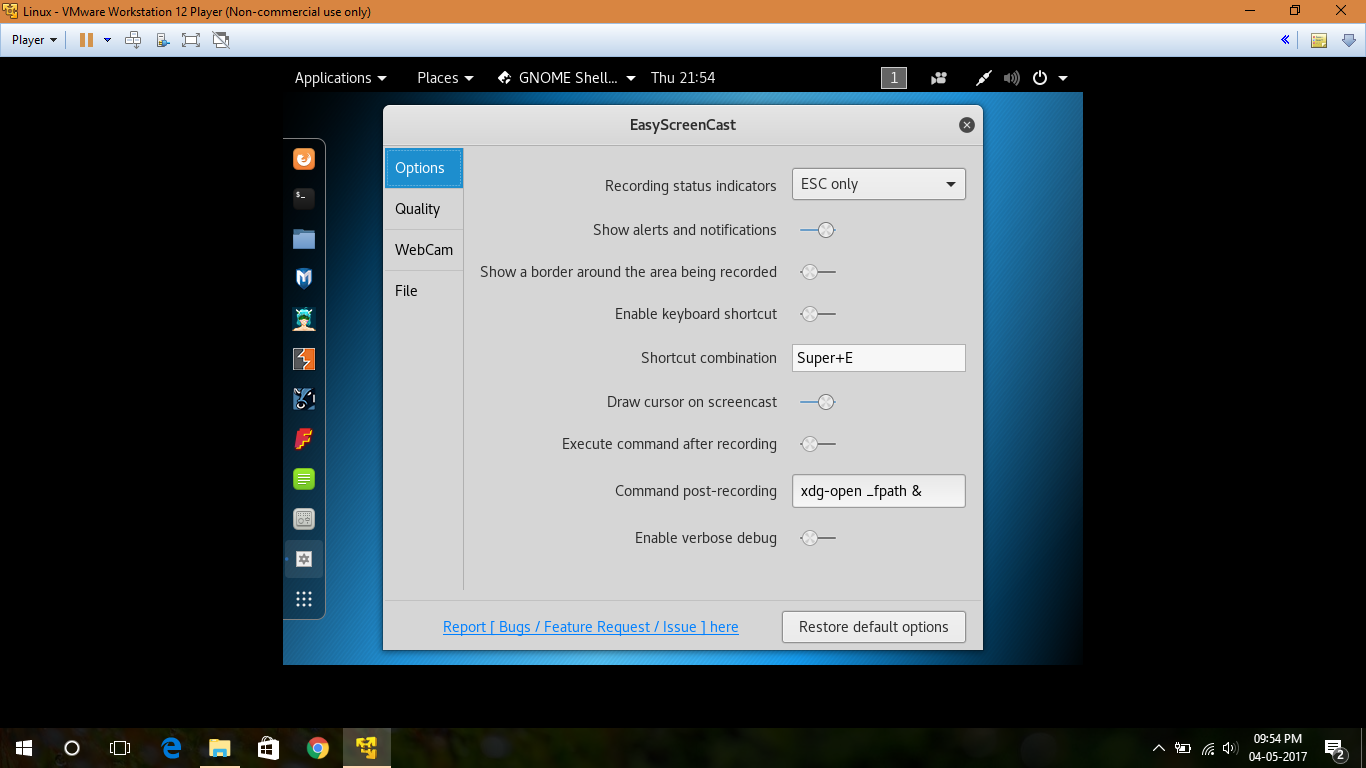 Linux - VMware Workstation 12 Player (Non-commercial use only)
Player
Applications Places GNOME Shell... Thu 21:54 1
EasyScreenCast
Options
Quality
WebCam
File
Recording status indicators ESC only
Show alerts and notifications
Show a border around the area being recorded
Enable keyboard shortcut
Shortcut combination Super+E
Draw cursor on screencast
Execute command after recording
Command post-recording xdg-open _fpath &
Enable verbose debug
Report [ Bugs / Feature Request / Issue ] here Restore default options
09:54 PM
04-05-2017
2